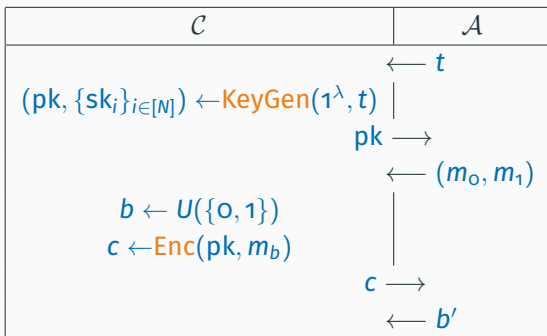 C A
← t
(pk, {sk_i}_{i∈[N]}) ←KeyGen(1^λ, t)
pk →
← (m_0, m_1)
b ← U({0, 1})
c ←Enc(pk, m_b)
c →
← b′